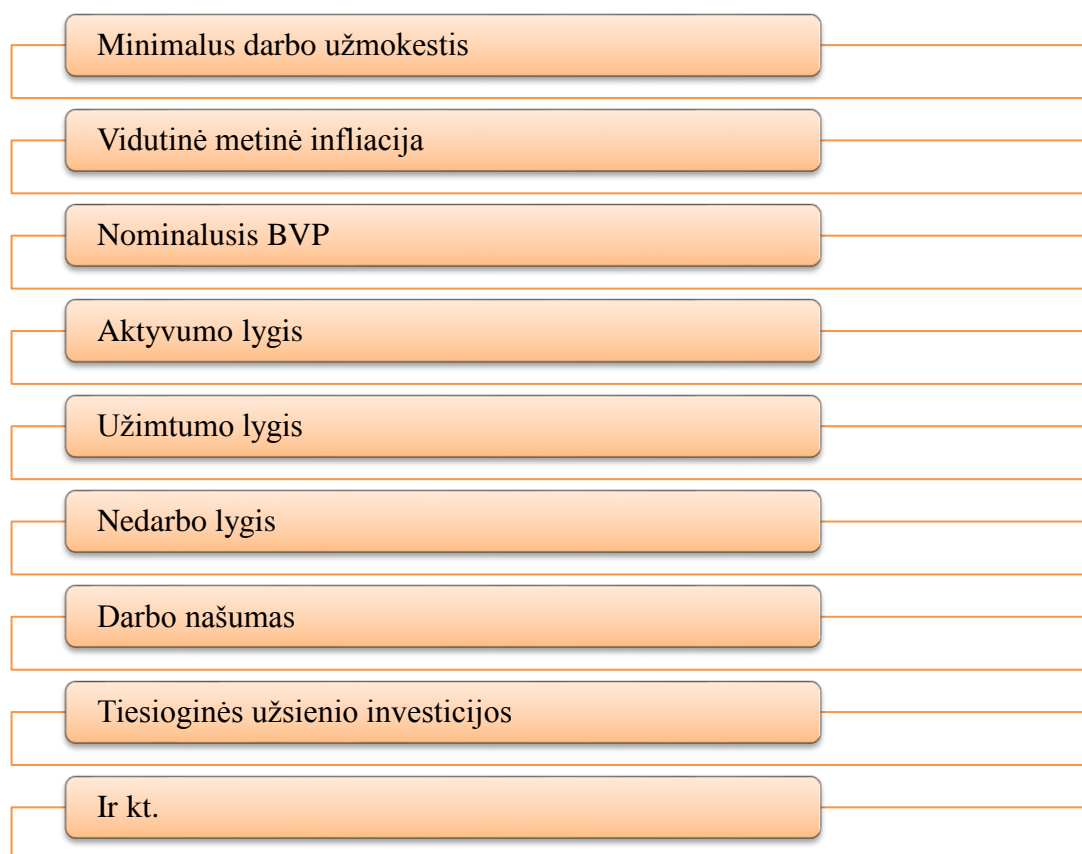 Minimalus darbo užmokestis
Vidutinė metinė infliacija
Nominalusis BVP
Aktyvumo lygis
Užimtumo lygis
Nedarbo lygis
Darbo našumas
Tiesioginės užsienio investicijos
Ir kt.